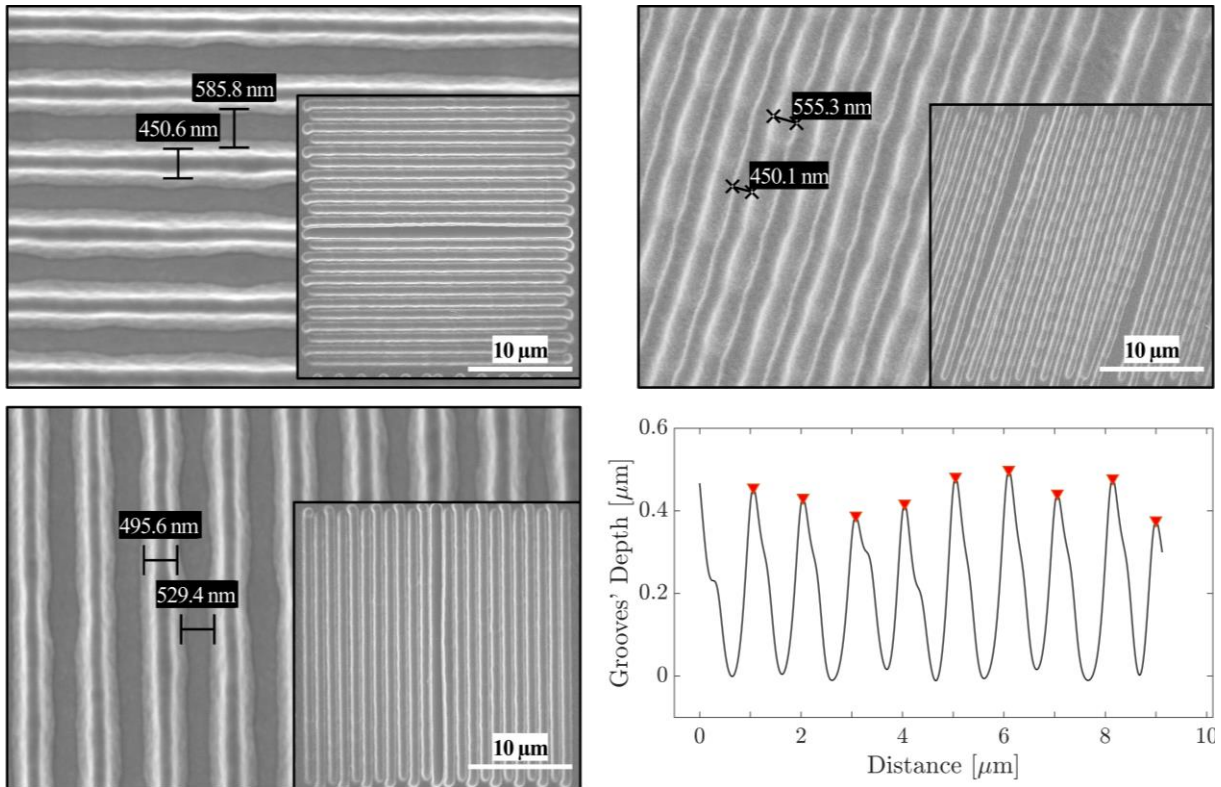 585.8 nm
450.6 nm
10 μm
555.3 nm
450.1 nm
10 μm
495.6 nm
529.4 nm
10 μm
Grooves' Depth [μm]
0.6
0.4
0.2
0
0
2
4
6
8
10
Distance [μm]